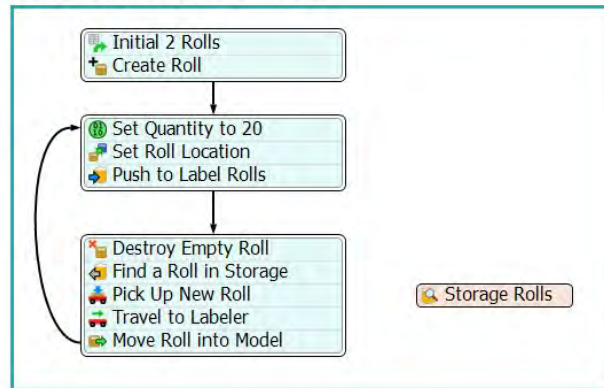 Initial 2 Rolls
Create Roll
Set Quantity to 20
Set Roll Location
Push to Label Rolls
Destroy Empty Roll
Find a Roll in Storage
Pick Up New Roll
Travel to Labeler
Move Roll into Model
Storage Rolls